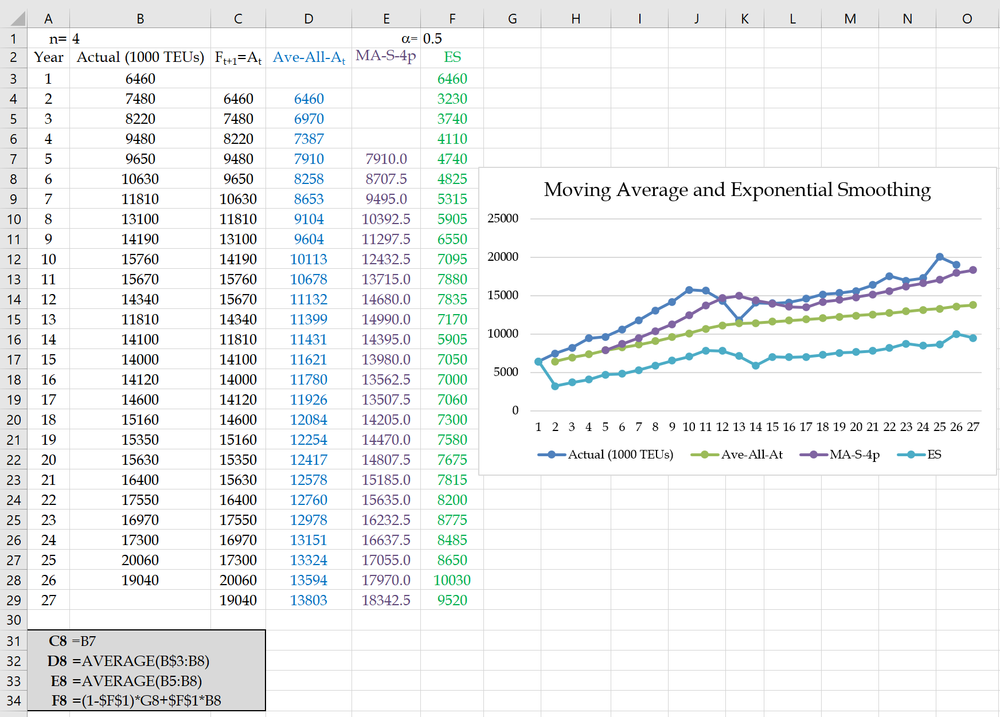 A B C D E F G H I J K L M N O
1 n= 4 α= 0.5
2 Year Actual (1000 TEUs) Ft+1=At Ave-All-At MA-S-4p ES
3 1 6460 6460
4 2 7480 6460 6460 3230
5 3 8220 7480 6970 3740
6 4 9480 8220 7387 4110
7 5 9650 9480 7910 7910.0 4740
8 6 10630 9650 8258 8707.5 4825
9 7 11810 10630 8653 9495.0 5315
10 8 13100 11810 9104 10392.5 5905
11 9 14190 13100 9604 11297.5 6550
12 10 15760 14190 10113 12432.5 7095
13 11 15670 15760 10678 13715.0 7880
14 12 14340 15670 11132 14680.0 7835
15 13 11810 14340 11399 14990.0 7170
16 14 14100 11810 11431 14395.0 5905
17 15 14000 14100 11621 13980.0 7050
18 16 14120 14000 11780 13562.5 7000
19 17 14600 14120 11926 13507.5 7060
20 18 15160 14600 12084 14205.0 7300
21 19 15350 15160 12254 14470.0 7580
22 20 15630 15350 12417 14807.5 7675
23 21 16400 15630 12578 15185.0 7815
24 22 17550 16400 12760 15635.0 8200
25 23 16970 17550 12978 16232.5 8775
26 24 17300 16970 13151 16637.5 8485
27 25 20060 17300 13324 17055.0 8650
28 26 19040 20060 13594 17970.0 10030
29 27 19040 13803 18342.5 9520
30
31 C8 =B7
32 D8 =AVERAGE(B$3:B8)
33 E8 =AVERAGE(B5:B8)
34 F8 =(1-$F$1)*G8+$F$1*B8
Moving Average and Exponential Smoothing
25000
20000
15000
10000
5000
0
1 2 3 4 5 6 7 8 9 10 11 12 13 14 15 16 17 18 19 20 21 22 23 24 25 26 27
Actual (1000 TEUs) Ave-All-At MA-S-4p ES